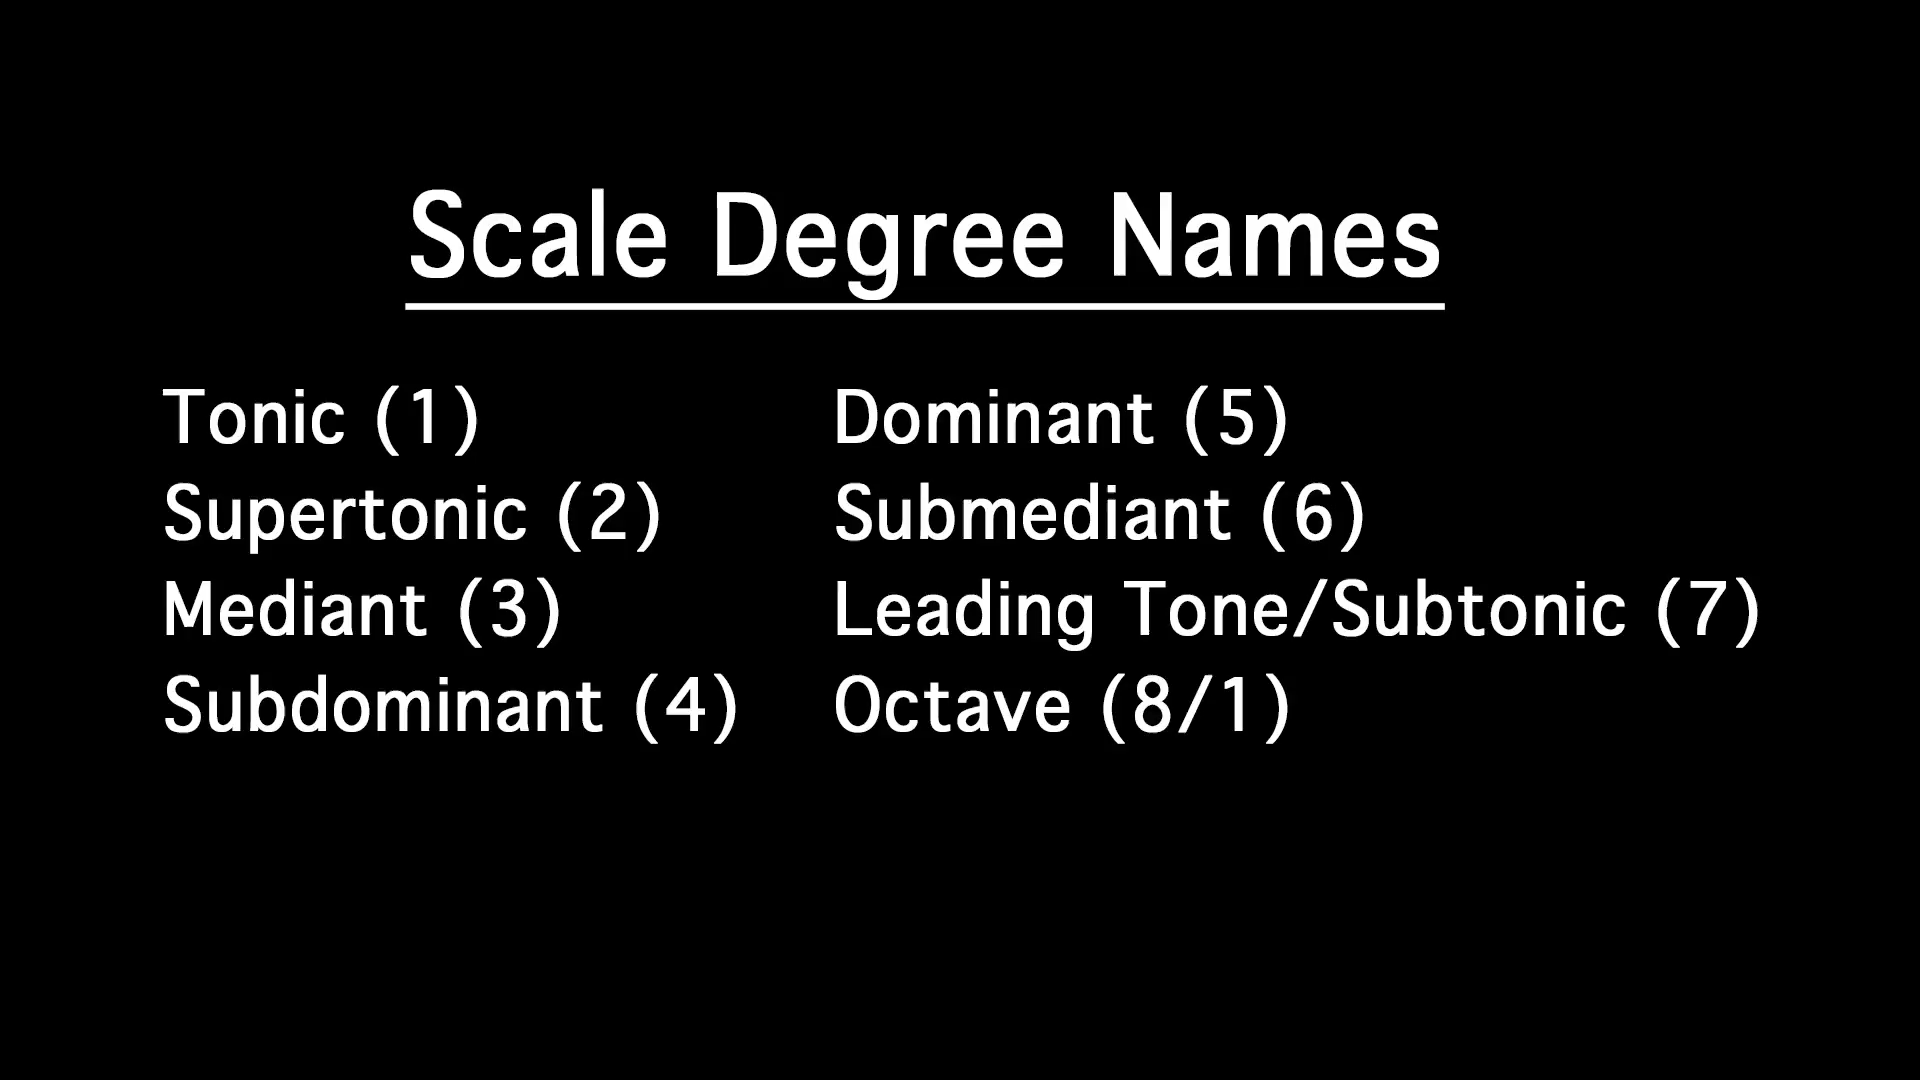 Scale Degree Names
Tonic (1)
Supertonic (2)
Mediant (3)
Subdominant (4)
Dominant (5)
Submediant (6)
Leading Tone/Subtonic (7)
Octave (8/1)